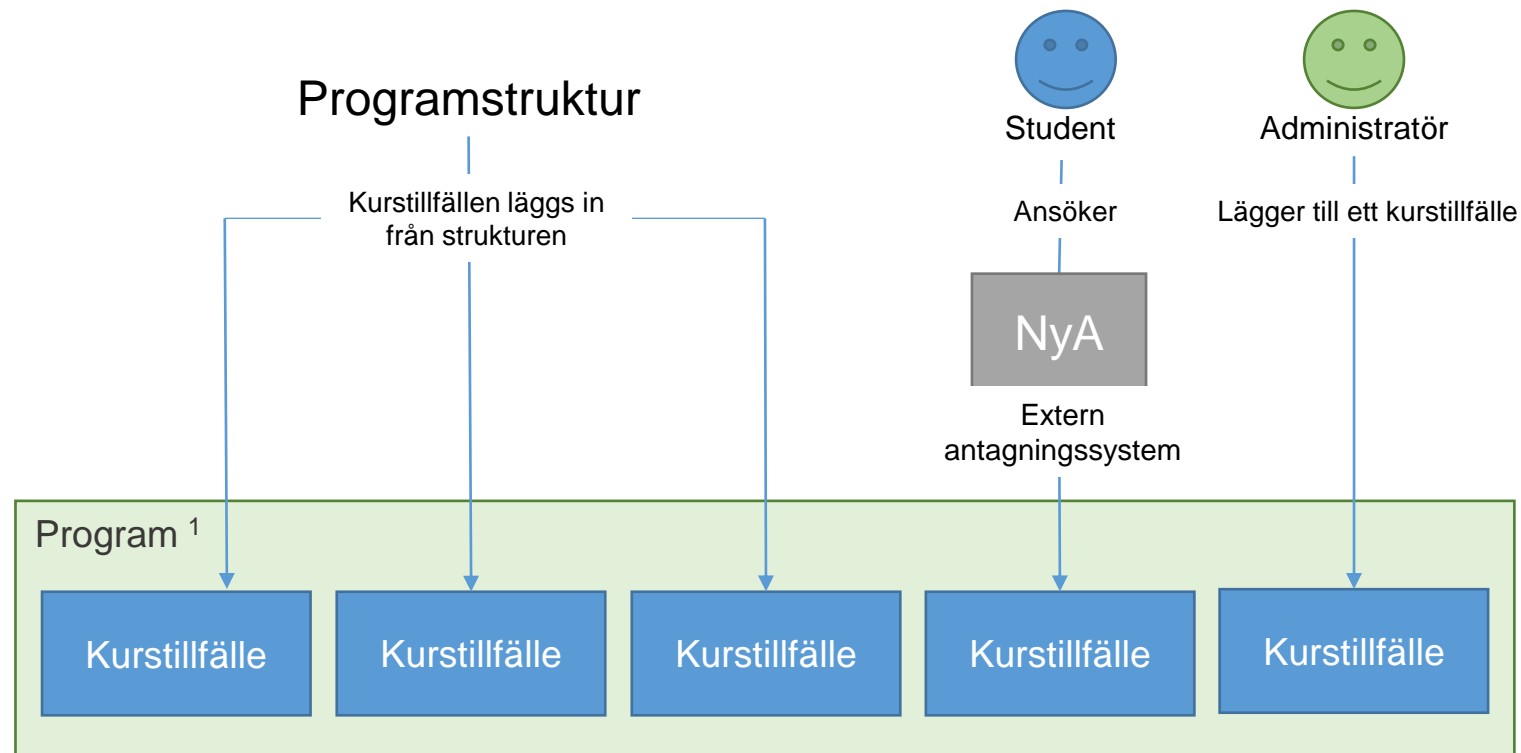 Programstruktur
Kurstillfällen läggs in
från strukturen
Student
Ansöker
NyA
Extern
antagningssystem
Administratör
Lägger till ett kurstillfälle
Program ¹
Kurstillfälle
Kurstillfälle
Kurstillfälle
Kurstillfälle
Kurstillfälle